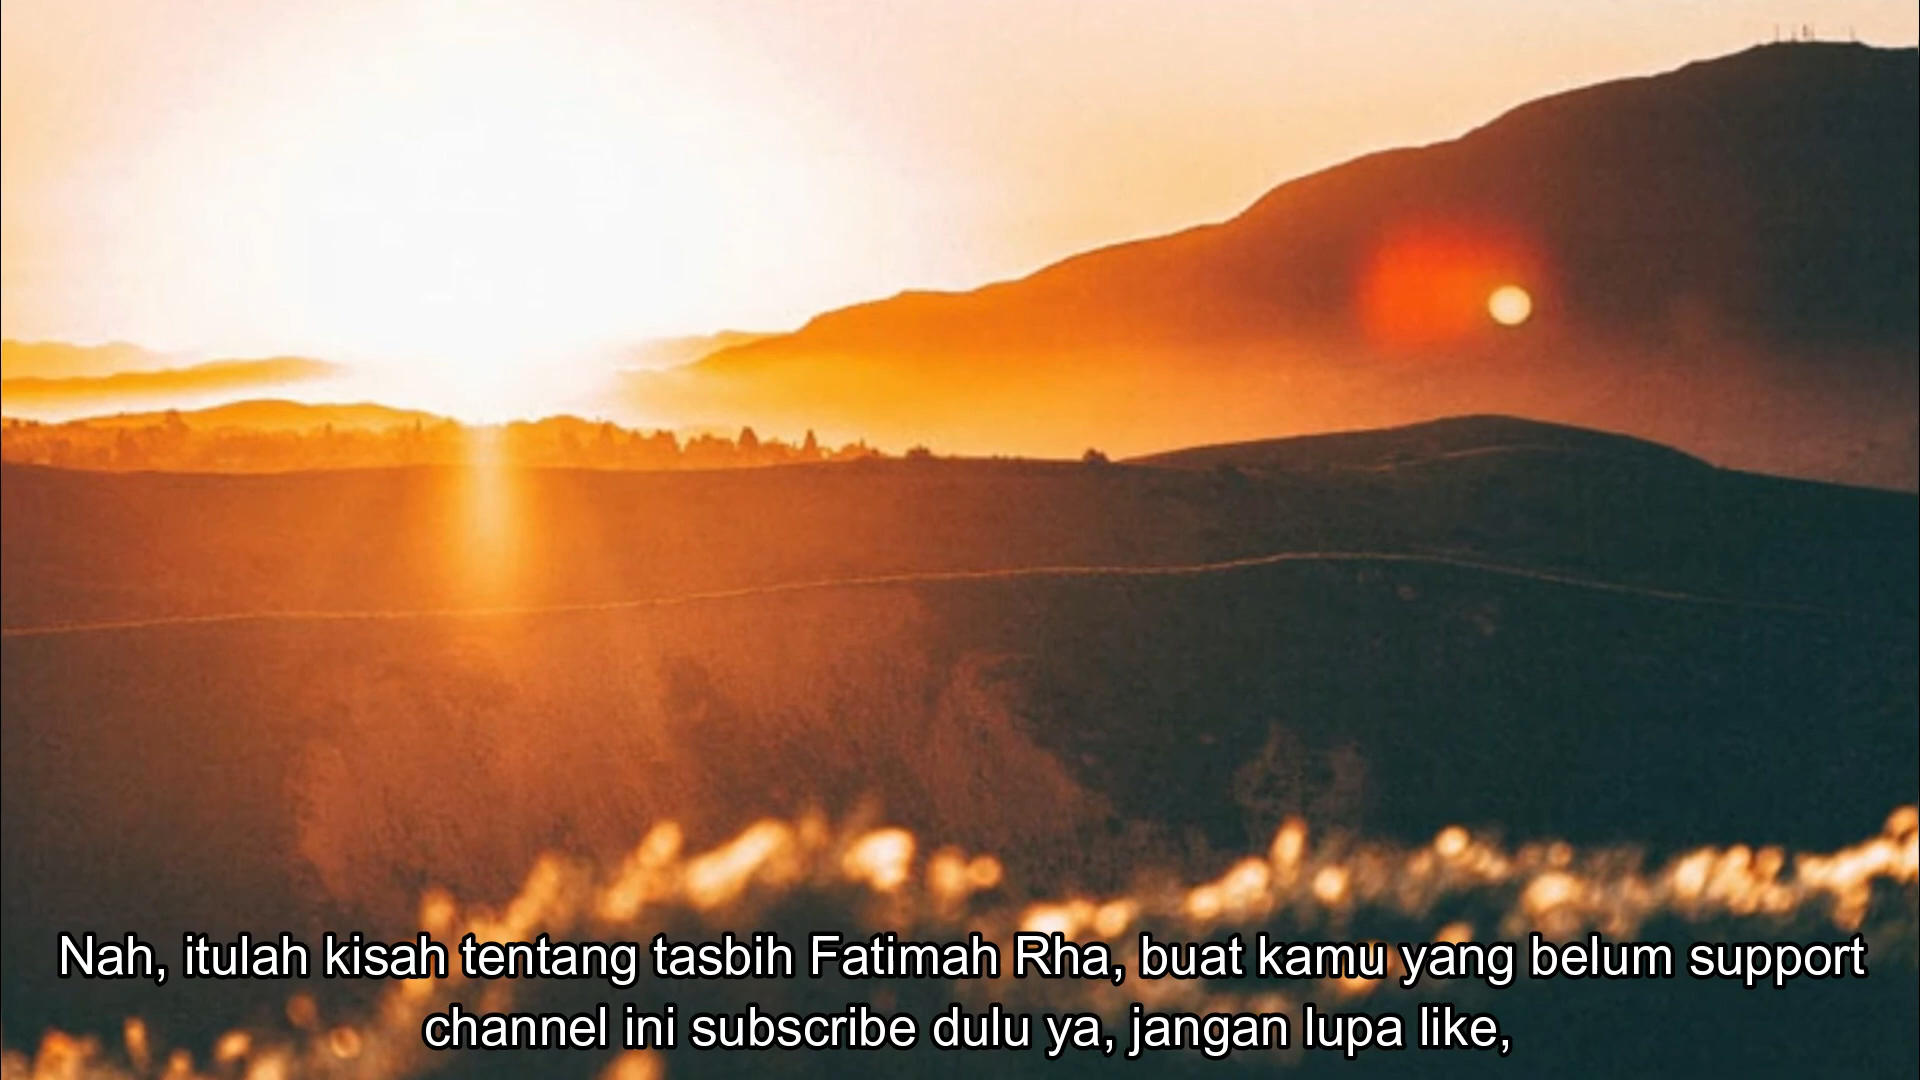 Nah, itulah kisah tentang tasbih Fatimah Rha, buat kamu yang belum support
channel ini subscribe dulu ya, jangan lupa like,